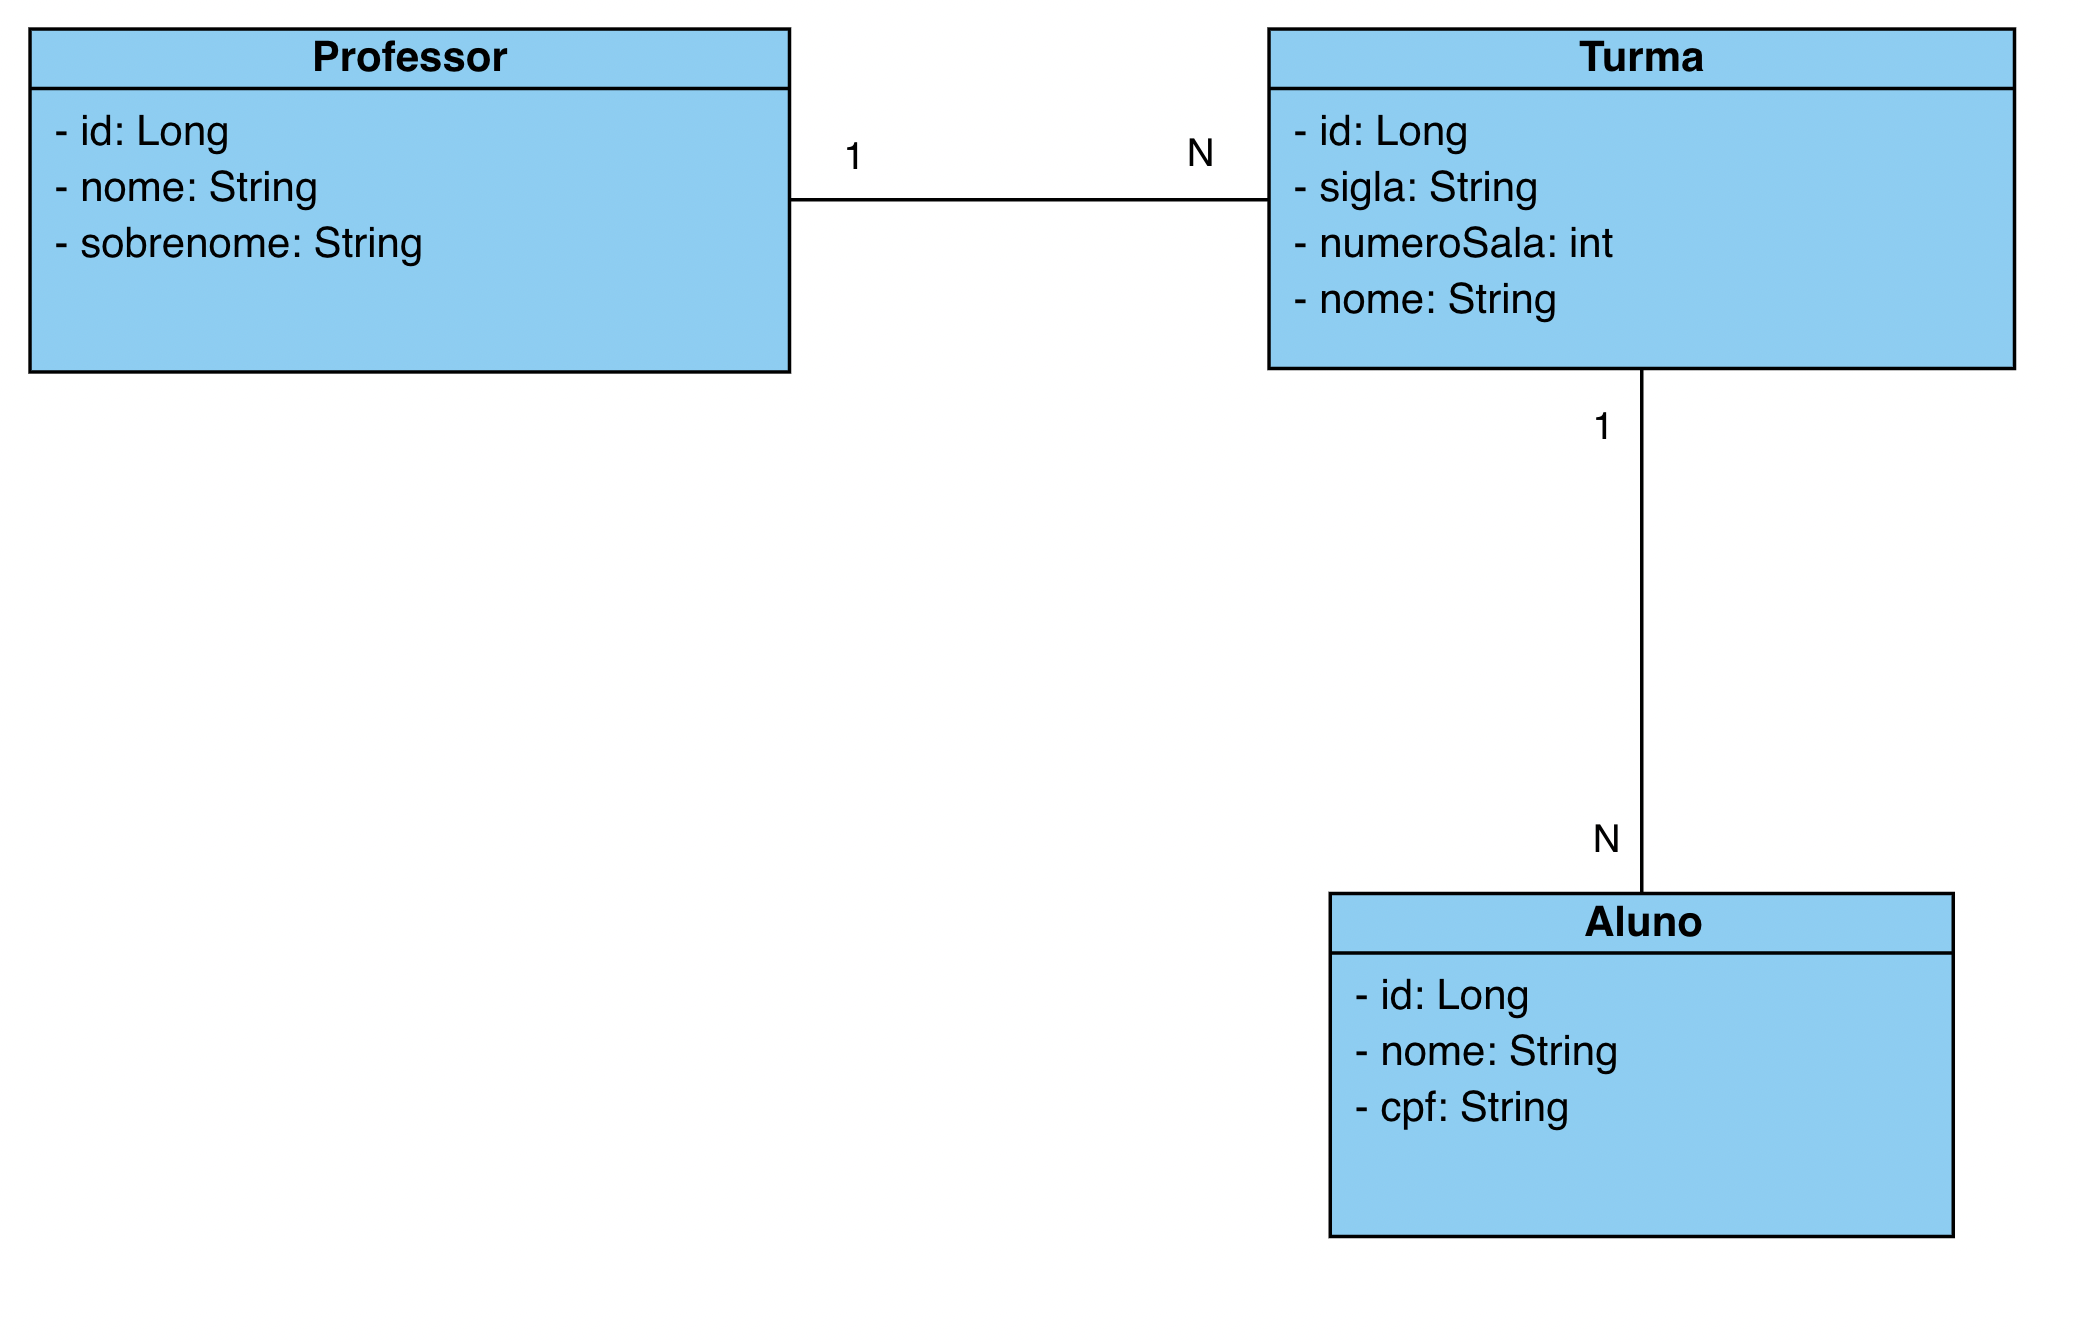 Professor
- id: Long
- nome: String
- sobrenome: String
1
N
Turma
- id: Long
- sigla: String
- numeroSala: int
- nome: String
1
N
Aluno
- id: Long
- nome: String
- cpf: String